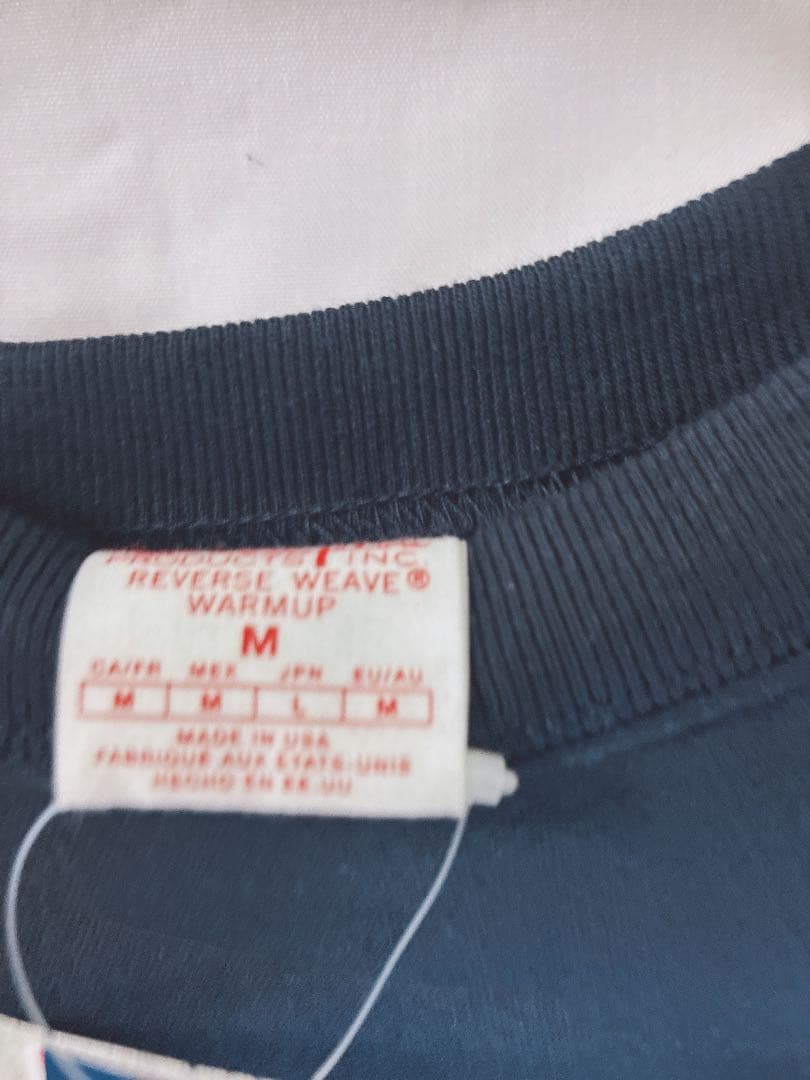 PRODUCTS INC.
REVERSE WEAVE®
WARMUP
M
CA/FR MEX JPN EU/AU
M M L M
MADE IN USA
FABRIQUE AUX ETATS-UNIS
HECHO EN EE.UU